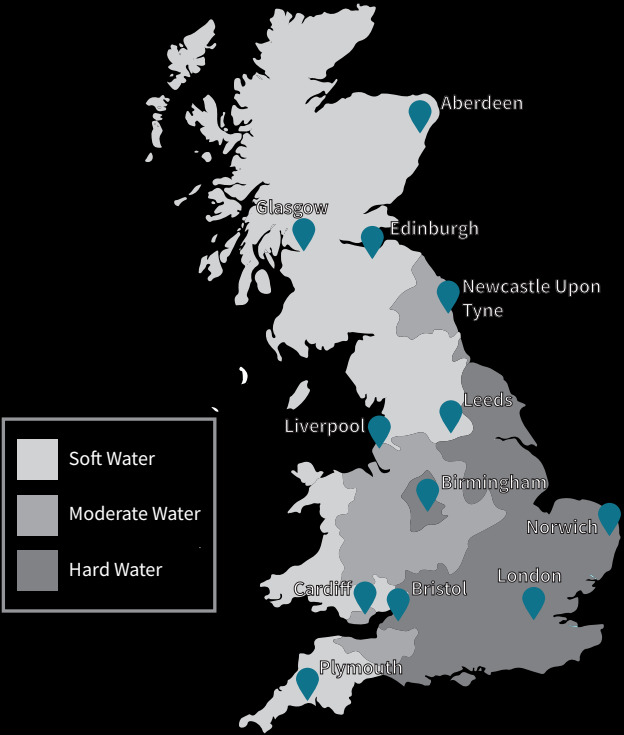 Aberdeen
Glasgow
Edinburgh
Newcastle Upon
Tyne
Leeds
Liverpool
Soft Water
Birmingham
Moderate Water
Norwich
Hard Water
London
Cardiff
Bristol
Plymouth